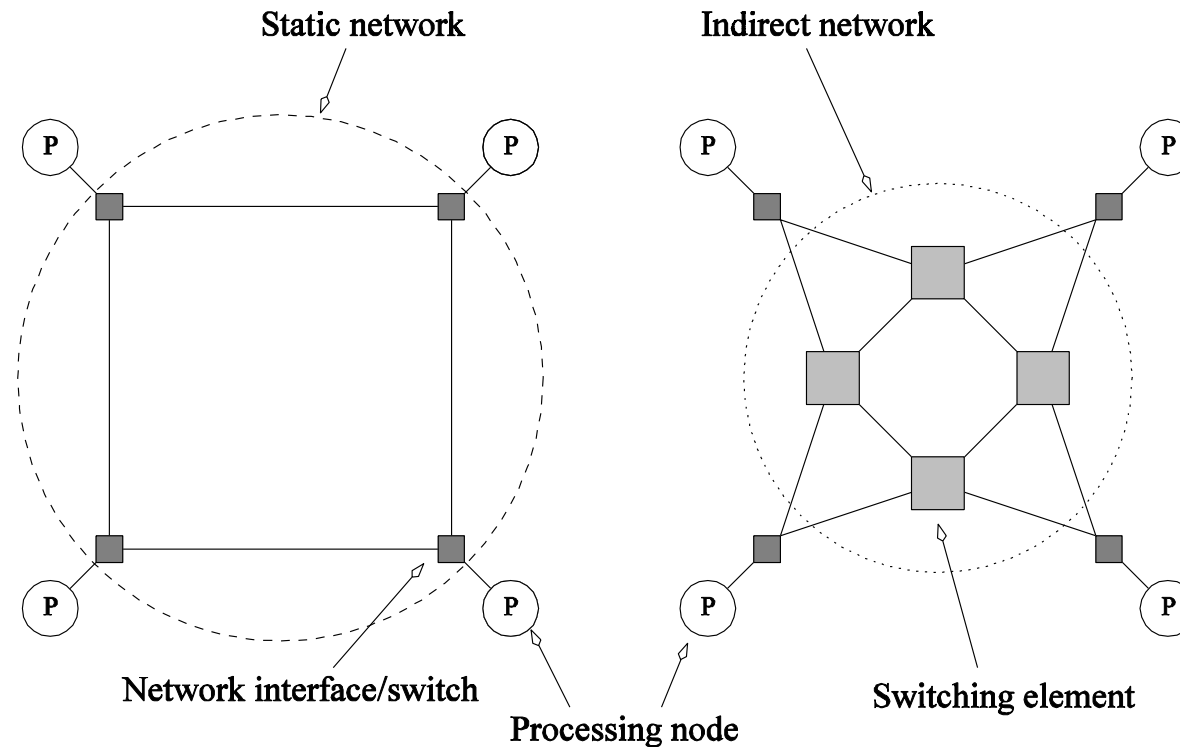 Static network
Indirect network
P
P
P
P
P
P
P
P
Network interface/switch
Switching element
Processing node